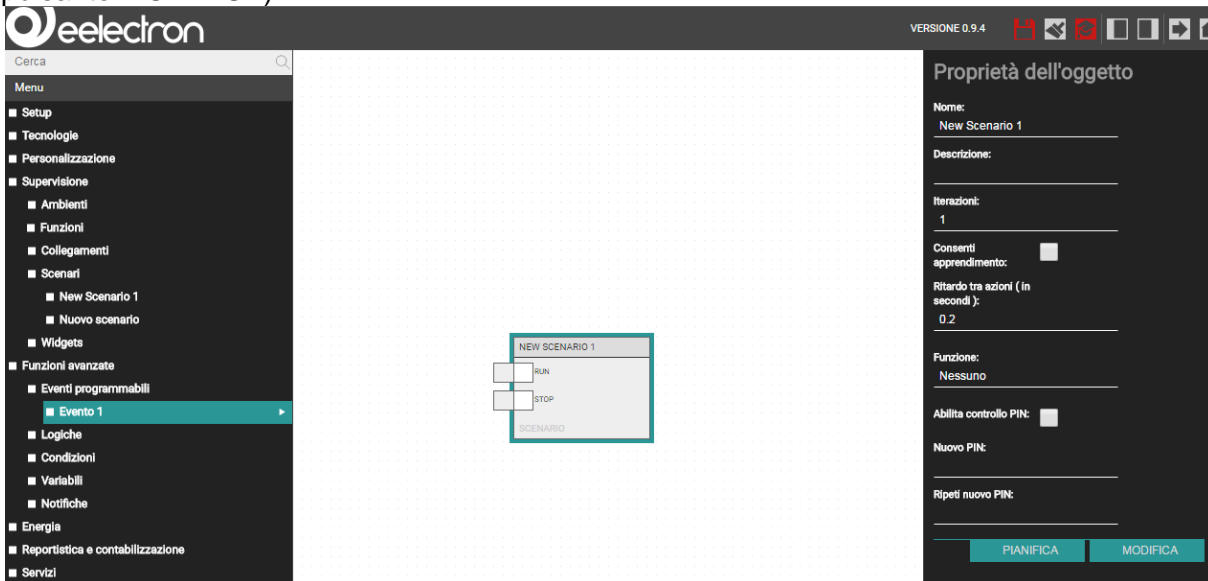 eelectron
VERSIONE 0.9.4
Cerca
Menu
Setup
Tecnologie
Personalizzazione
Supervisione
Ambienti
Funzioni
Collegamenti
Scenari
New Scenario 1
Nuovo scenario
Widgets
Funzioni avanzate
Eventi programmabili
Evento 1
Logiche
Condizioni
Variabili
Notifiche
Energia
Reportistica e contabilizzazione
Servizi
NEW SCENARIO 1
RUN
STOP
SCENARIO
Proprietà dell'oggetto
Nome:
New Scenario 1
Descrizione:
Iterazioni:
1
Consenti
apprendimento:
Ritardo tra azioni ( in
secondi ):
0.2
Funzione:
Nessuno
Abilita controllo PIN:
Nuovo PIN:
Ripeti nuovo PIN:
PIANIFICA
MODIFICA